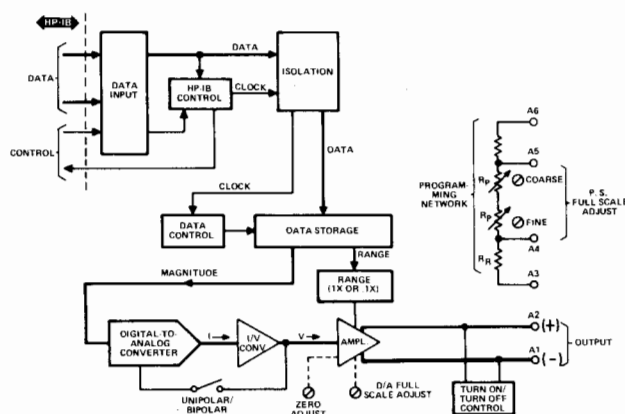 HP-IB
DATA
CONTROL
DATA
INPUT
DATA
HP-IB
CONTROL
CLOCK
ISOLATION
DATA
CLOCK
DATA
CONTROL
DATA STORAGE
MAGNITUDE
RANGE
RANGE
(1X OR .1X)
DIGITAL-TO-
ANALOG
CONVERTER
I
I/V
CONV.
V
AMPL.
UNIPOLAR/
BIPOLAR
ZERO
ADJUST
D/A FULL
SCALE ADJUST
TURN ON/
TURN OFF
CONTROL
A2
(+)
A1
(-)
OUTPUT
PROGRAM-
MING
NETWORK
A6
A5
RP
COARSE
RP
FINE
A4
RR
A3
P.S.
FULL SCALE
ADJUST